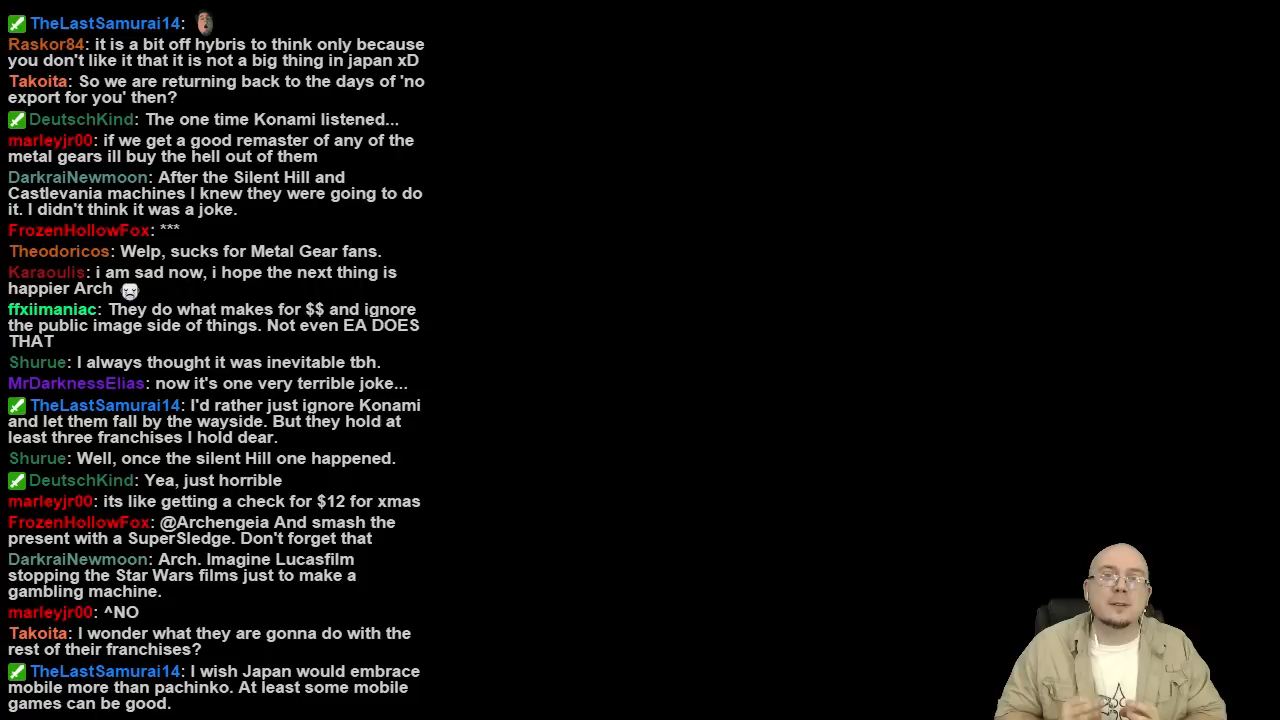 TheLastSamurai14:
Raskor84: it is a bit off hybris to think only because
you don't like it that it is not a big thing in japan xD
Takoita: So we are returning back to the days of 'no
export for you' then?
DeutschKind: The one time Konami listened...
marleyjr00: if we get a good remaster of any of the
metal gears ill buy the hell out of them
DarkraiNewmoon: After the Silent Hill and
Castlevania machines I knew they were going to do
it. I didn't think it was a joke.
FrozenHollowFox: ***
Theodoricos: Welp, sucks for Metal Gear fans.
Karaoulis: i am sad now, i hope the next thing is
happier Arch
ffxiimaniac: They do what makes for $$ and ignore
the public image side of things. Not even EA DOES
THAT
Shurue: I always thought it was inevitable tbh.
MrDarknessElias: now it's one very terrible joke...
TheLastSamurai14: I'd rather just ignore Konami
and let them fall by the wayside. But they hold at
least three franchises I hold dear.
Shurue: Well, once the silent Hill one happened.
DeutschKind: Yea, just horrible
marleyjr00: its like getting a check for $12 for xmas
FrozenHollowFox: @Archengeia And smash the
present with a SuperSledge. Don't forget that
DarkraiNewmoon: Arch. Imagine Lucasfilm
stopping the Star Wars films just to make a
gambling machine.
marleyjr00: ^NO
Takoita: I wonder what they are gonna do with the
rest of their franchises?
TheLastSamurai14: I wish Japan would embrace
mobile more than pachinko. At least some mobile
games can be good.